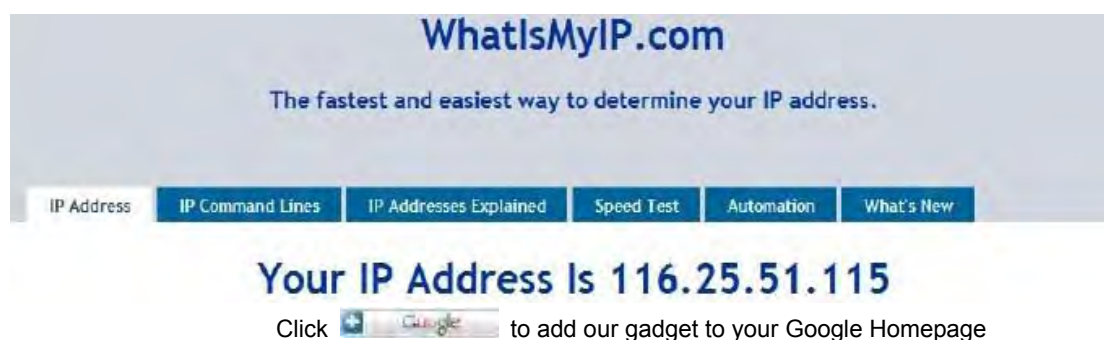 WhatIsMyIP.com
The fastest and easiest way to determine your IP address.
IP Address IP Command Lines IP Addresses Explained Speed Test Automation What's New
Your IP Address Is 116.25.51.115
Click Google to add our gadget to your Google Homepage